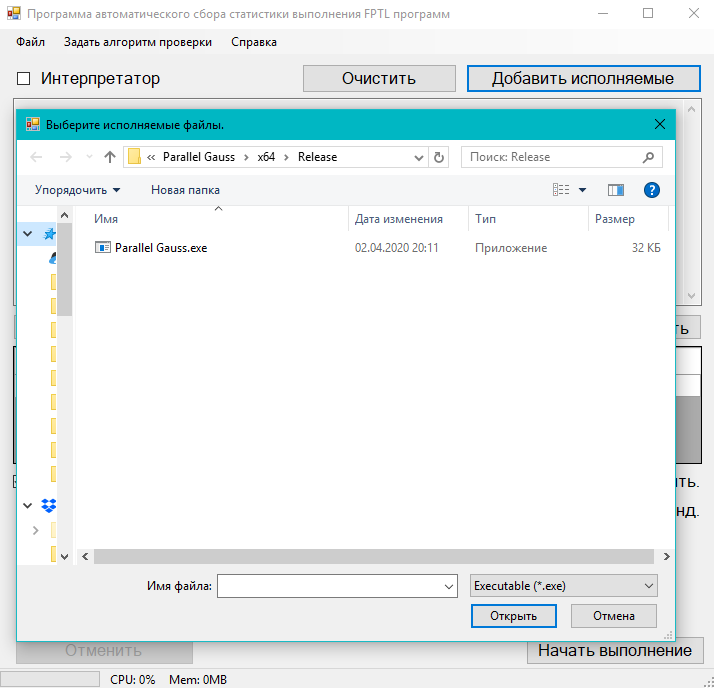 Программа автоматического сбора статистики выполнения FPTL программ
Файл Задать алгоритм проверки Справка
Интерпретатор Очистить Добавить исполняемые
Выберите исполняемые файлы.
« Parallel Gauss › x64 › Release Поиск: Release
Упорядочить Новая папка
Имя Дата изменения Тип Размер
Parallel Gauss.exe 02.04.2020 20:11 Приложение 32 КБ
ть
ть.
нд.
Имя файла: Executable (*.exe)
Открыть Отмена
Отменить Начать выполнение
CPU: 0% Mem: 0MB